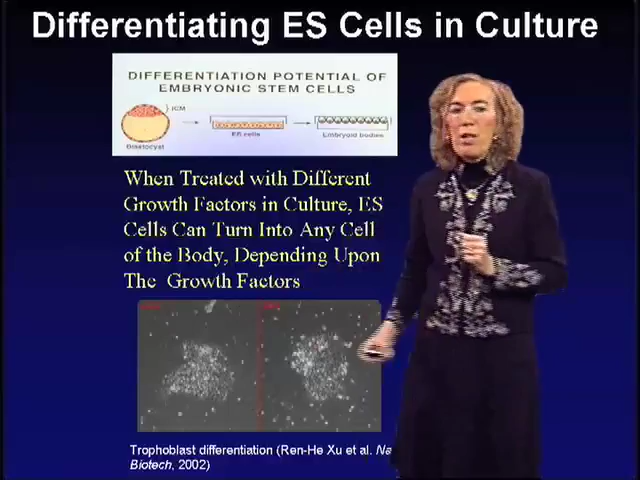 Differentiating ES Cells in Culture
DIFFERENTIATION POTENTIAL OF
EMBRYONIC STEM CELLS
ICM
Blastocyst
ES cells
Embryoid bodies
When Treated with Different
Growth Factors in Culture, ES
Cells Can Turn Into Any Cell
of the Body, Depending Upon
The Growth Factors
Trophoblast differentiation (Ren-He Xu et al. Na
Biotech, 2002)